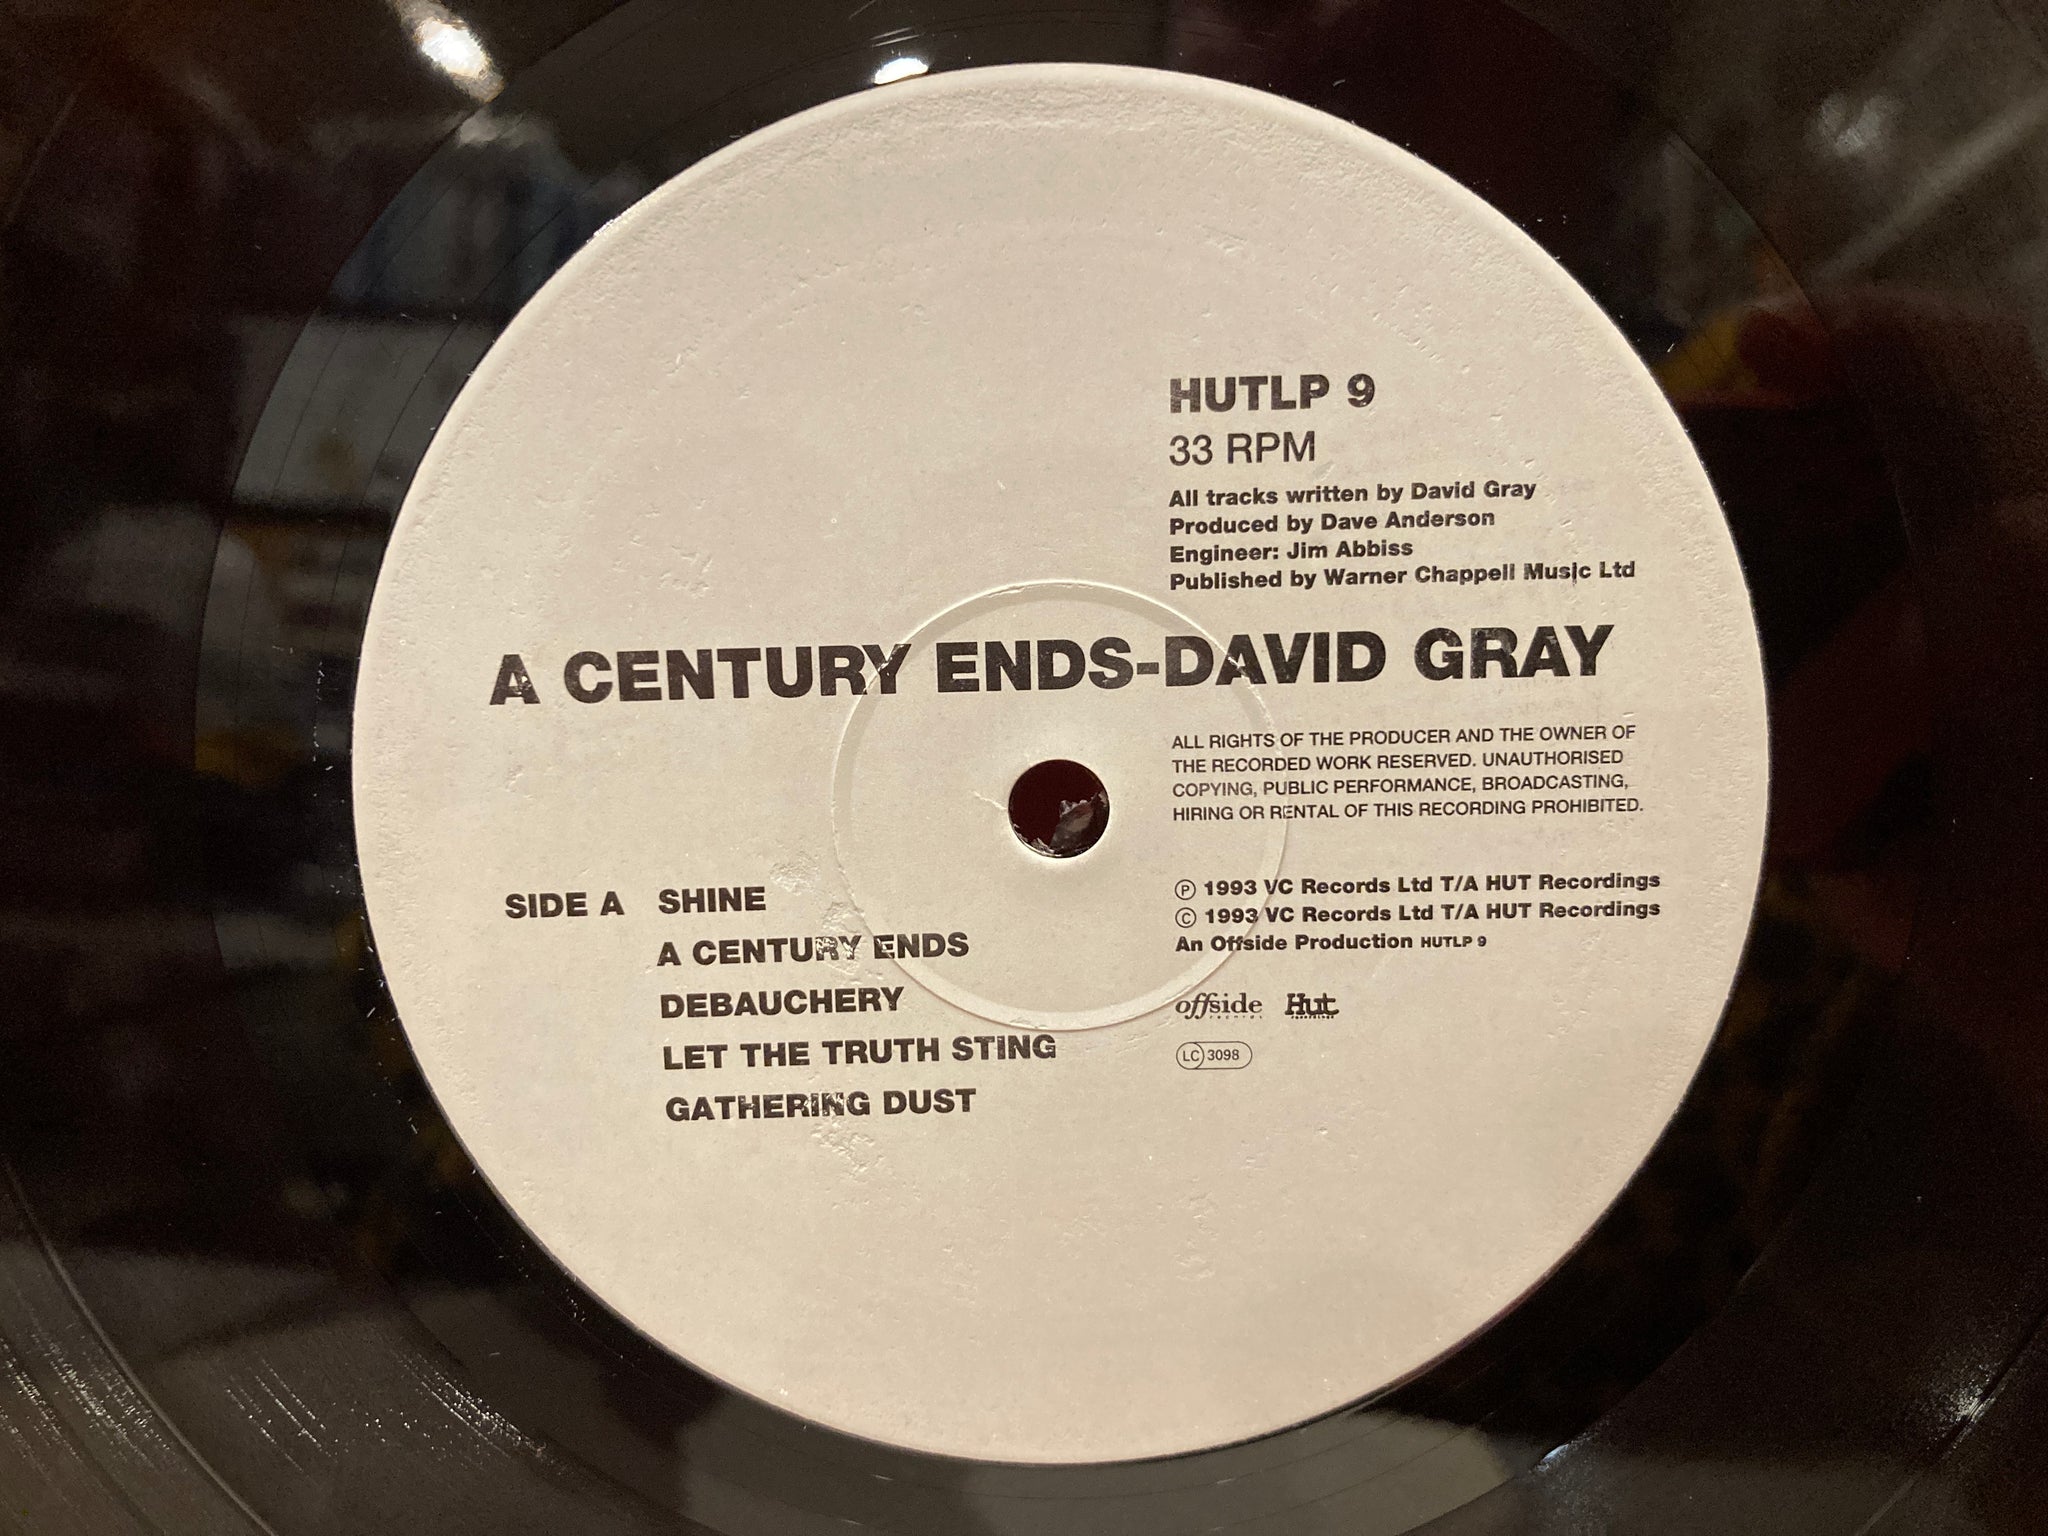 HUTLP 9
33 RPM
All tracks written by David Gray
Produced by Dave Anderson
Engineer: Jim Abbiss
Published by Warner Chappell Music Ltd
A CENTURY ENDS-DAVID GRAY
ALL RIGHTS OF THE PRODUCER AND THE OWNER OF
THE RECORDED WORK RESERVED. UNAUTHORISED
COPYING, PUBLIC PERFORMANCE, BROADCASTING,
HIRING OR RENTAL OF THIS RECORDING PROHIBITED.
SIDE A SHINE
A CENTURY ENDS
DEBAUCHERY
LET THE TRUTH STING
GATHERING DUST
Ⓟ 1993 VC Records Ltd T/A HUT Recordings
© 1993 VC Records Ltd T/A HUT Recordings
An Offside Production HUTLP 9
offside records Hut
LC 3098